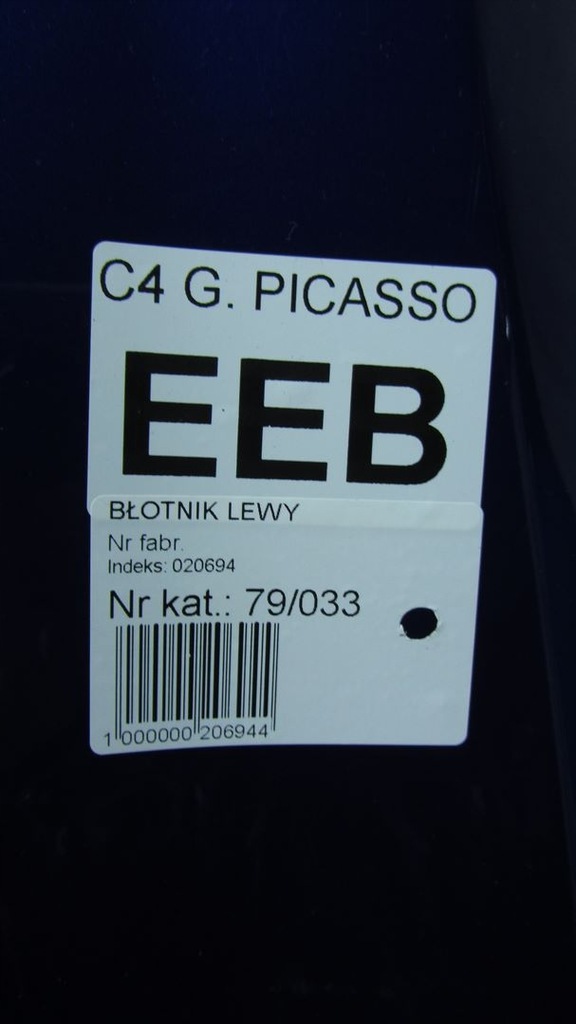 C4 G. PICASSO
EEB
BŁOTNIK LEWY
Nr fabr.
Indeks: 020694
Nr kat.: 79/033
1 000000 206944